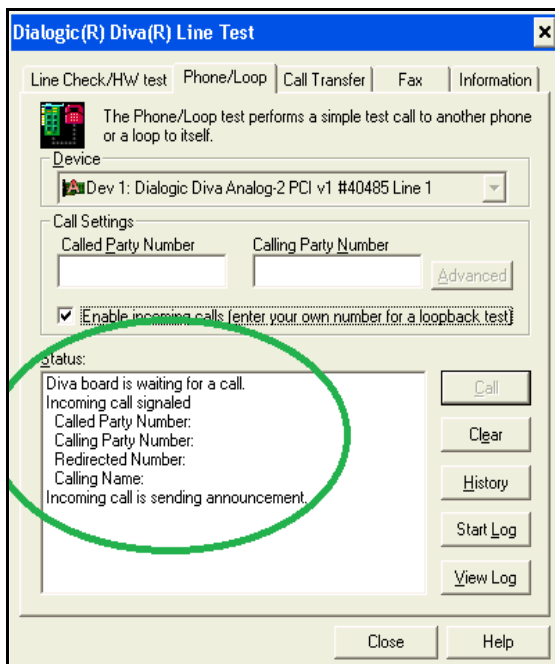 Dialogic(R) Diva(R) Line Test
Line Check/HW test Phone/Loop Call Transfer Fax Information
The Phone/Loop test performs a simple test call to another phone
or a loop to itself.
Device
Dev 1: Dialogic Diva Analog-2 PCI v1 #40485 Line 1
Call Settings
Called Party Number Calling Party Number
Advanced
Enable incoming calls (enter your own number for a loopback test)
Status:
Diva board is waiting for a call.
Incoming call signaled
Called Party Number:
Calling Party Number:
Redirected Number:
Calling Name:
Incoming call is sending announcement.
Call
Clear
History
Start Log
View Log
Close Help